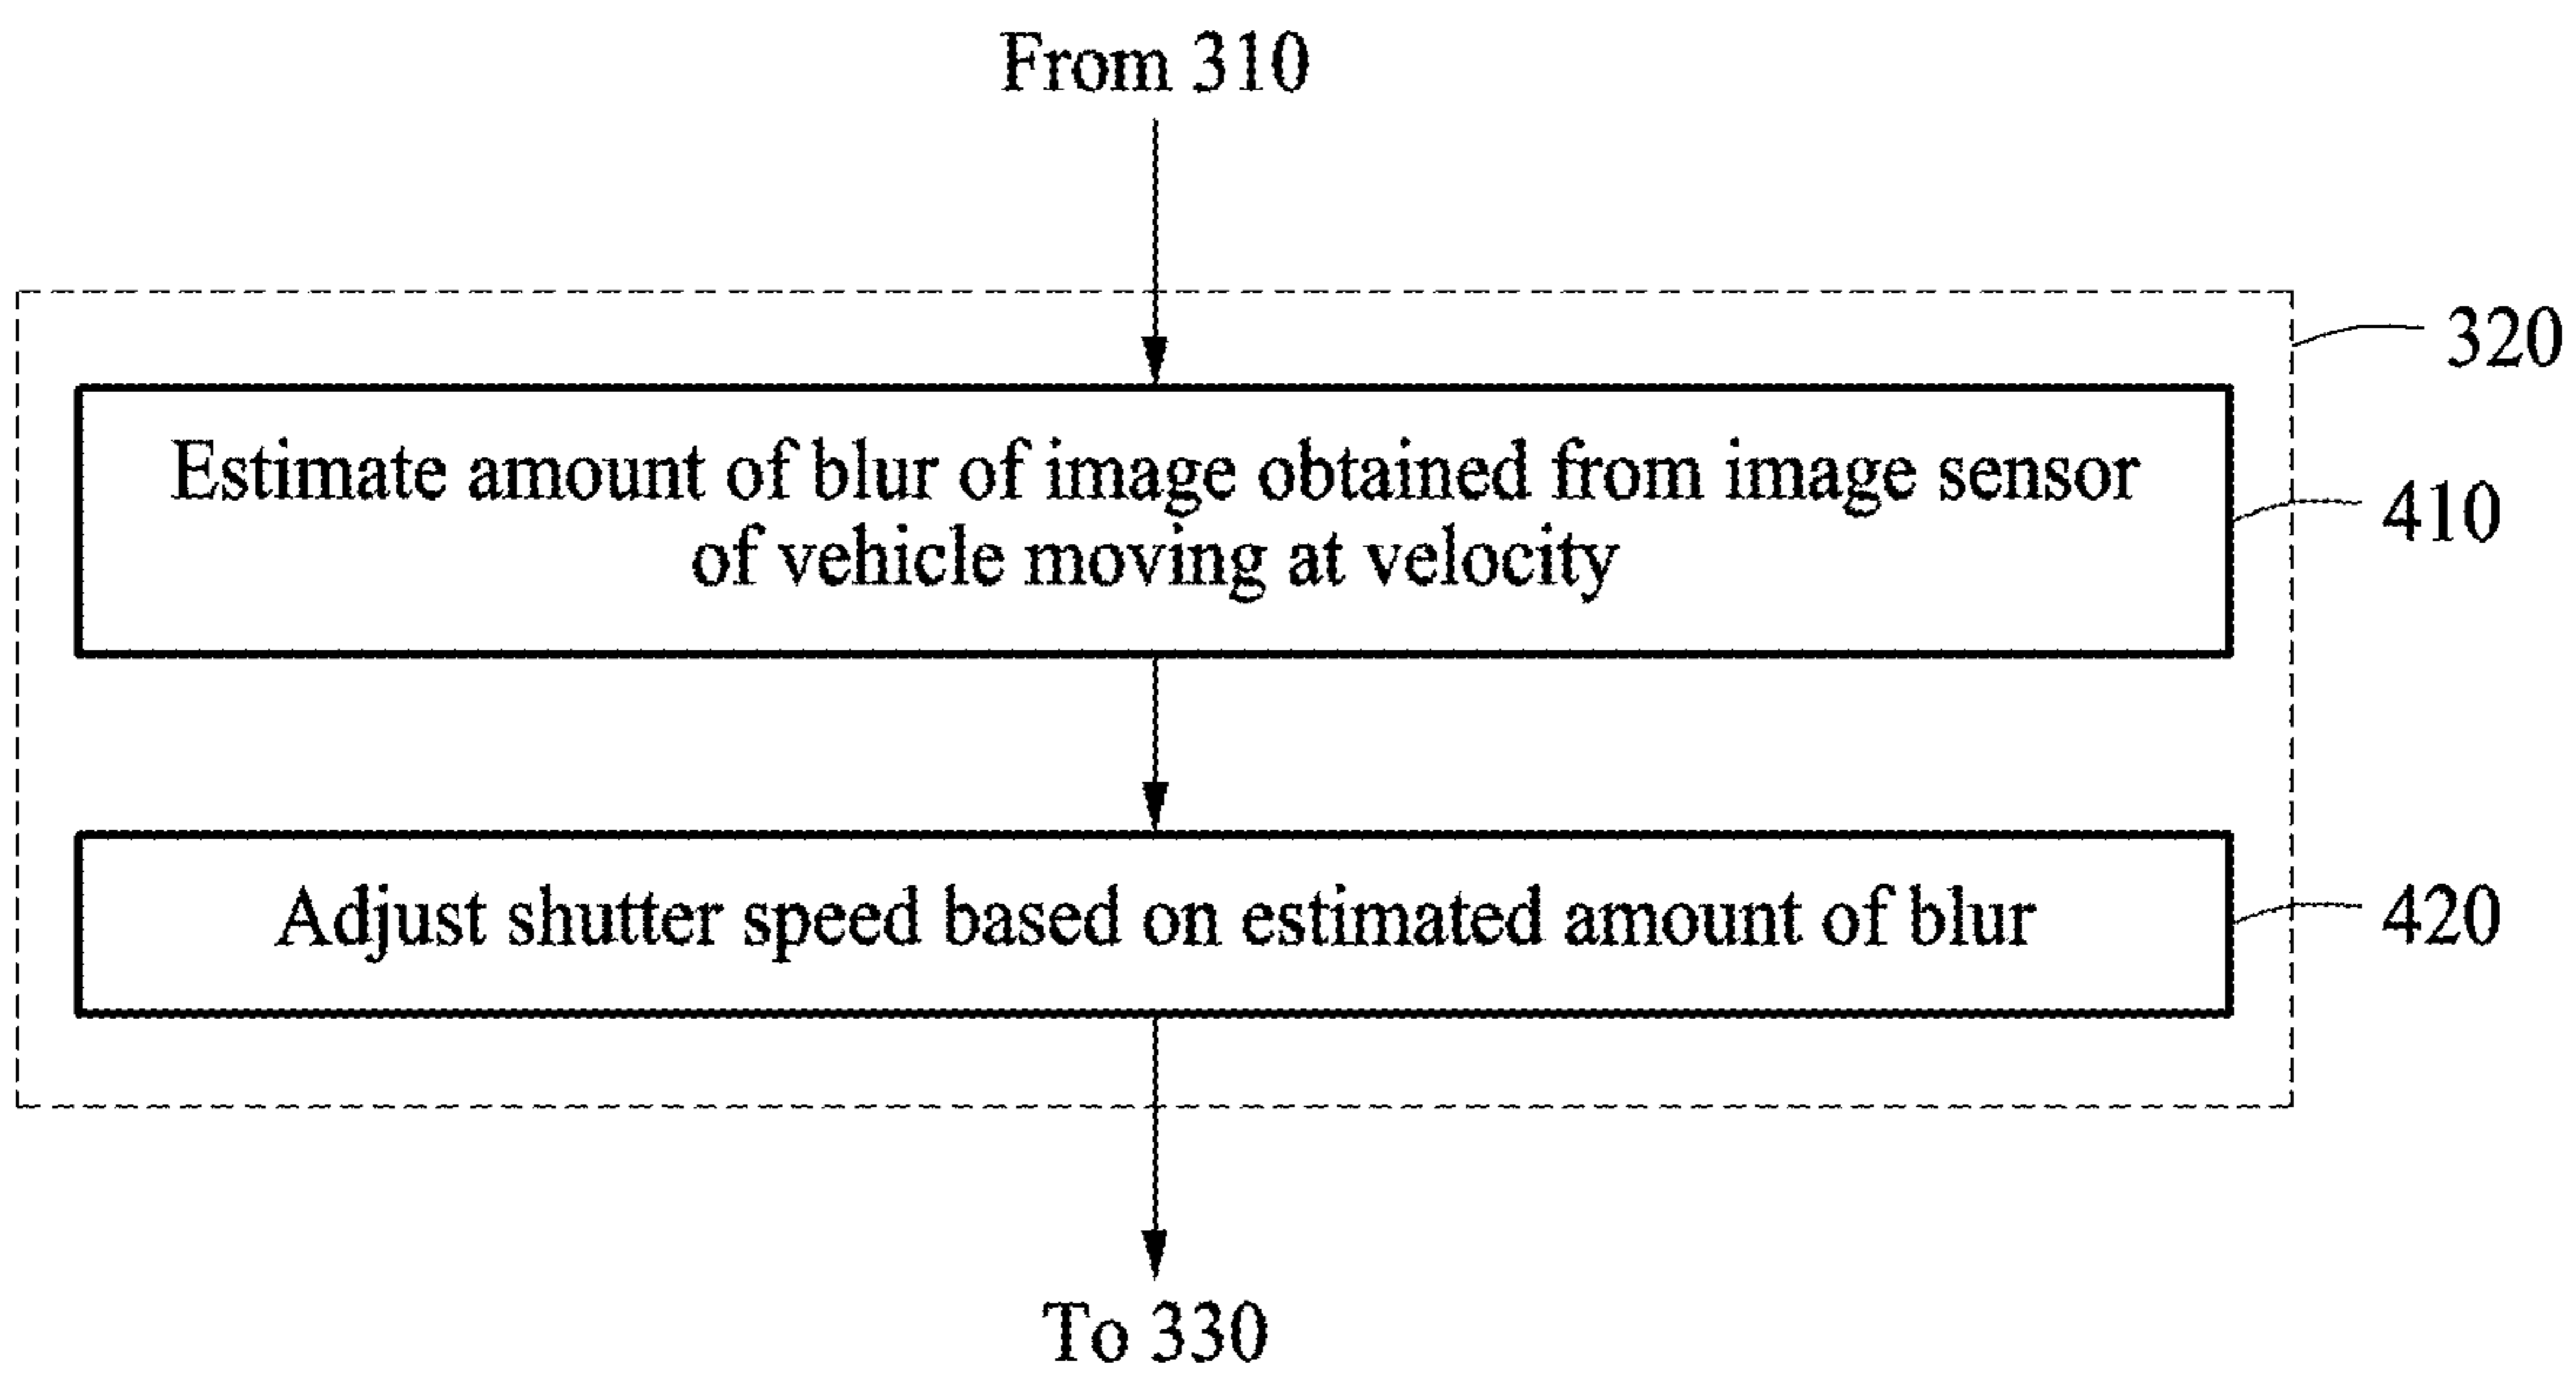 From 310
320
Estimate amount of blur of image obtained from image sensor
of vehicle moving at velocity
410
Adjust shutter speed based on estimated amount of blur
420
To 330